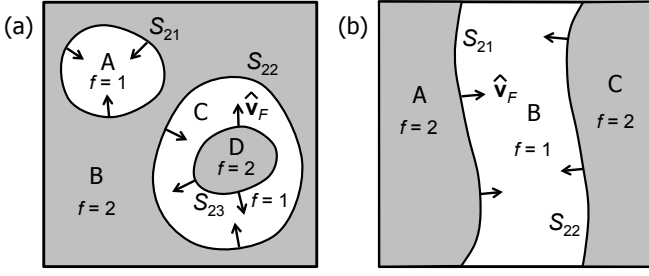 (a)
S21
A
f = 1
S22
C
v̂F
D
f = 2
B
f = 2
S23
f = 1
(b)
S21
A
f = 2
v̂F
B
f = 1
C
f = 2
S22